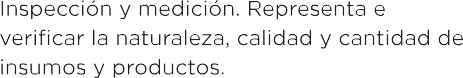 Inspección y medición. Representa e
verificar la naturaleza, calidad y cantidad de
insumos y productos.